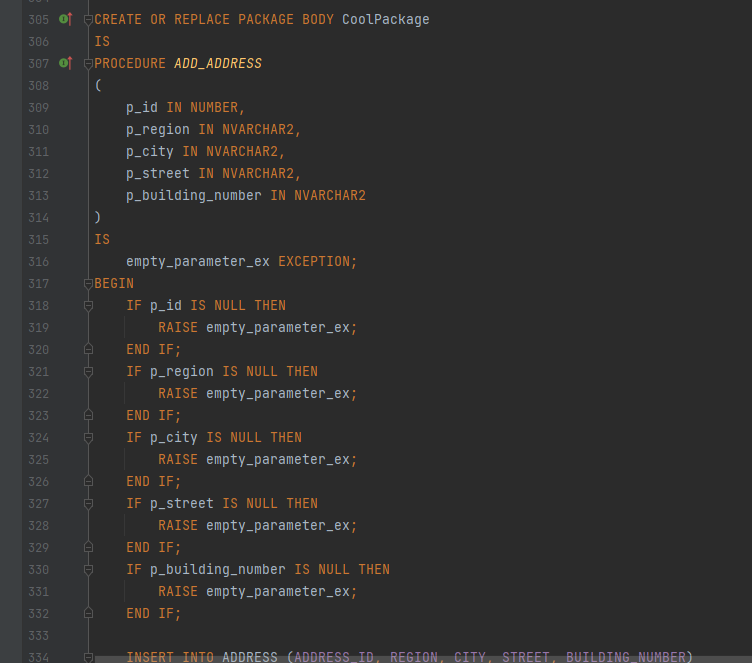 305 CREATE OR REPLACE PACKAGE BODY CoolPackage
306 IS
307 PROCEDURE ADD_ADDRESS
308 (
309 p_id IN NUMBER,
310 p_region IN NVARCHAR2,
311 p_city IN NVARCHAR2,
312 p_street IN NVARCHAR2,
313 p_building_number IN NVARCHAR2
314 )
315 IS
316 empty_parameter_ex EXCEPTION;
317 BEGIN
318 IF p_id IS NULL THEN
319 RAISE empty_parameter_ex;
320 END IF;
321 IF p_region IS NULL THEN
322 RAISE empty_parameter_ex;
323 END IF;
324 IF p_city IS NULL THEN
325 RAISE empty_parameter_ex;
326 END IF;
327 IF p_street IS NULL THEN
328 RAISE empty_parameter_ex;
329 END IF;
330 IF p_building_number IS NULL THEN
331 RAISE empty_parameter_ex;
332 END IF;
333
334 INSERT INTO ADDRESS (ADDRESS_ID, REGION, CITY, STREET, BUILDING_NUMBER)